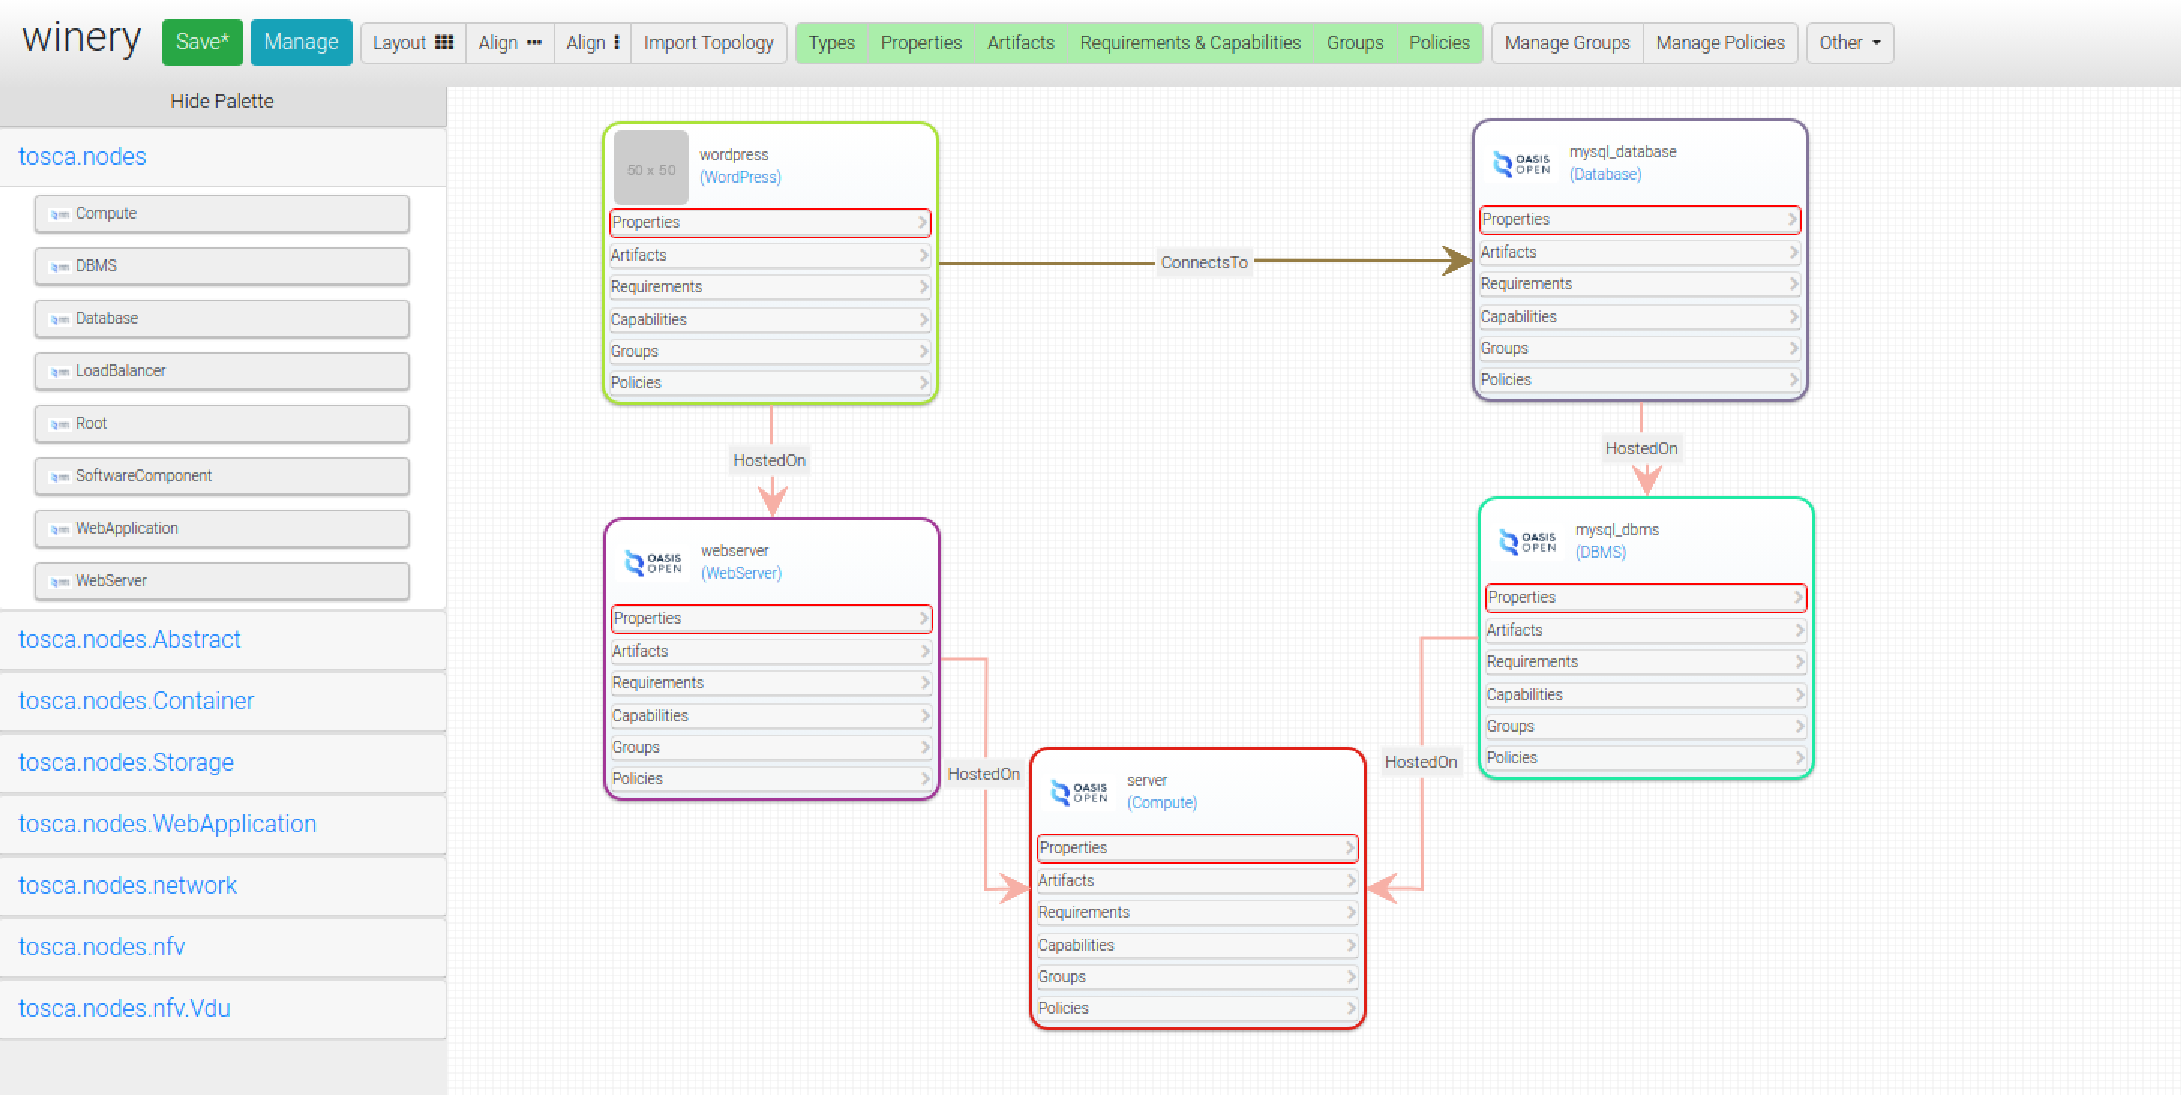 winery
Save*
Manage
Layout
Align
Align
Import Topology
Types
Properties
Artifacts
Requirements & Capabilities
Groups
Policies
Manage Groups
Manage Policies
Other
Hide Palette
tosca.nodes
Compute
DBMS
Database
LoadBalancer
Root
SoftwareComponent
WebApplication
WebServer
tosca.nodes.Abstract
tosca.nodes.Container
tosca.nodes.Storage
tosca.nodes.WebApplication
tosca.nodes.network
tosca.nodes.nfv
tosca.nodes.nfv.Vdu
50 x 50
wordpress
(WordPress)
Properties
Artifacts
Requirements
Capabilities
Groups
Policies
ConnectsTo
OASIS
OPEN
mysql_database
(Database)
Properties
Artifacts
Requirements
Capabilities
Groups
Policies
HostedOn
HostedOn
OASIS
OPEN
webserver
(WebServer)
Properties
Artifacts
Requirements
Capabilities
Groups
Policies
OASIS
OPEN
mysql_dbms
(DBMS)
Properties
Artifacts
Requirements
Capabilities
Groups
Policies
HostedOn
HostedOn
OASIS
OPEN
server
(Compute)
Properties
Artifacts
Requirements
Capabilities
Groups
Policies